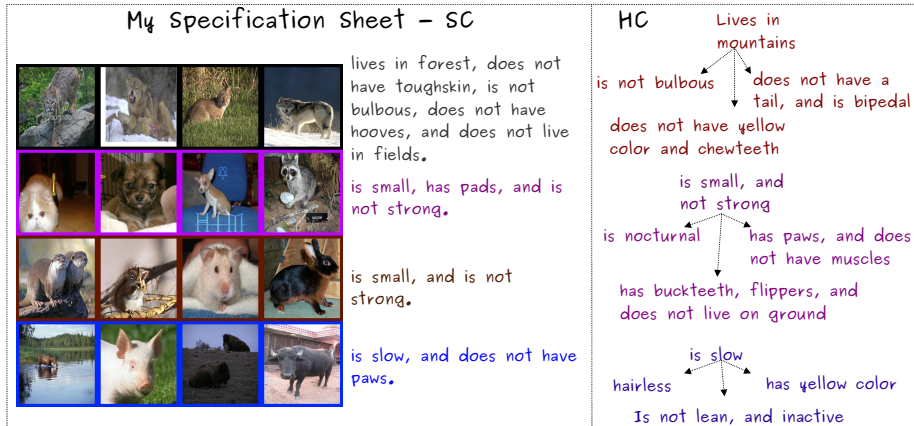 My Specification Sheet – SC
lives in forest, does not
have toughskin, is not
bulbous, does not have
hooves, and does not live
in fields.
is small, has pads, and is
not strong.
is small, and is not
strong.
is slow, and does not have
paws.
HC
Lives in
mountains
is not bulbous
does not have a
tail, and is bipedal
does not have yellow
color and chewteeth
is small, and
not strong
is nocturnal
has paws, and does
not have muscles
has buckteeth, flippers, and
does not live on ground
is slow
hairless
has yellow color
Is not lean, and inactive